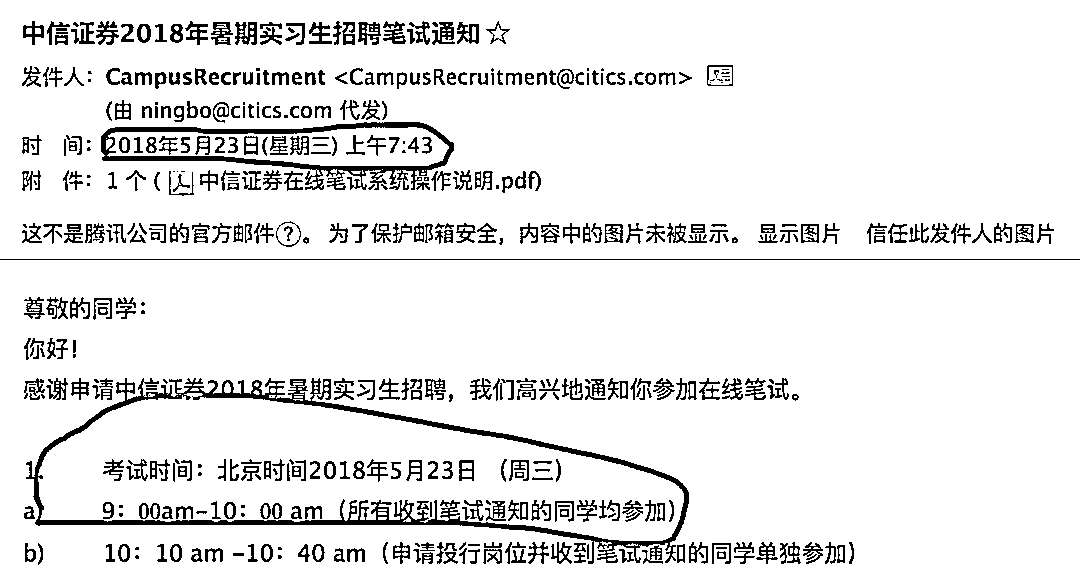 中信证券2018年暑期实习生招聘笔试通知 ☆
发件人：CampusRecruitment <CampusRecruitment@citics.com>
(由 ningbo@citics.com 代发)
时 间：2018年5月23日(星期三) 上午7:43
附 件：1 个 ( 中信证券在线笔试系统操作说明.pdf)
这不是腾讯公司的官方邮件?。 为了保护邮箱安全，内容中的图片未被显示。 显示图片 信任此发件人的图片
尊敬的同学：
你好！
感谢申请中信证券2018年暑期实习生招聘，我们高兴地通知你参加在线笔试。
1. 考试时间：北京时间2018年5月23日 （周三）
a) 9：00am-10：00 am（所有收到笔试通知的同学均参加）
b) 10：10 am -10：40 am（申请投行岗位并收到笔试通知的同学单独参加）